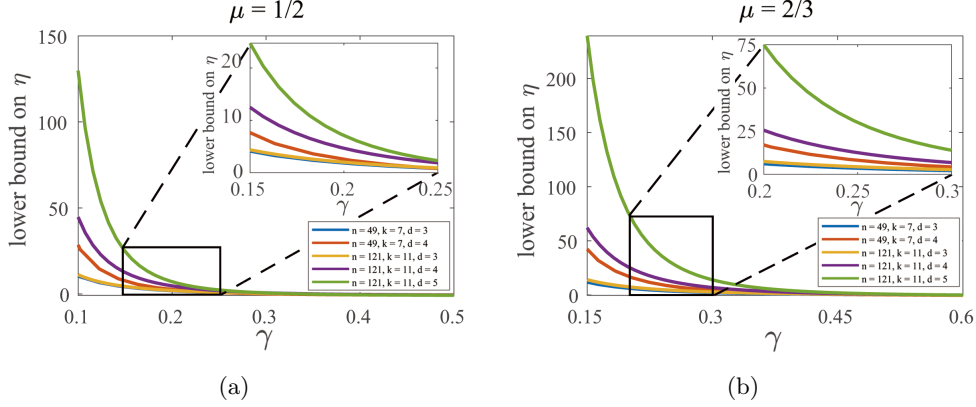 μ = 1/2
lower bound on η
150
100
50
0
0.1
0.2
0.3
0.4
0.5
γ
lower bound on η
20
10
0
0.15
0.2
0.25
γ
n = 49, k = 7, d = 3
n = 49, k = 7, d = 4
n = 121, k = 11, d = 3
n = 121, k = 11, d = 4
n = 121, k = 11, d = 5
(a)
μ = 2/3
lower bound on η
200
150
100
50
0
0.15
0.3
0.45
0.6
γ
lower bound on η
75
50
25
0
0.2
0.25
0.3
γ
n = 49, k = 7, d = 3
n = 49, k = 7, d = 4
n = 121, k = 11, d = 3
n = 121, k = 11, d = 4
n = 121, k = 11, d = 5
(b)